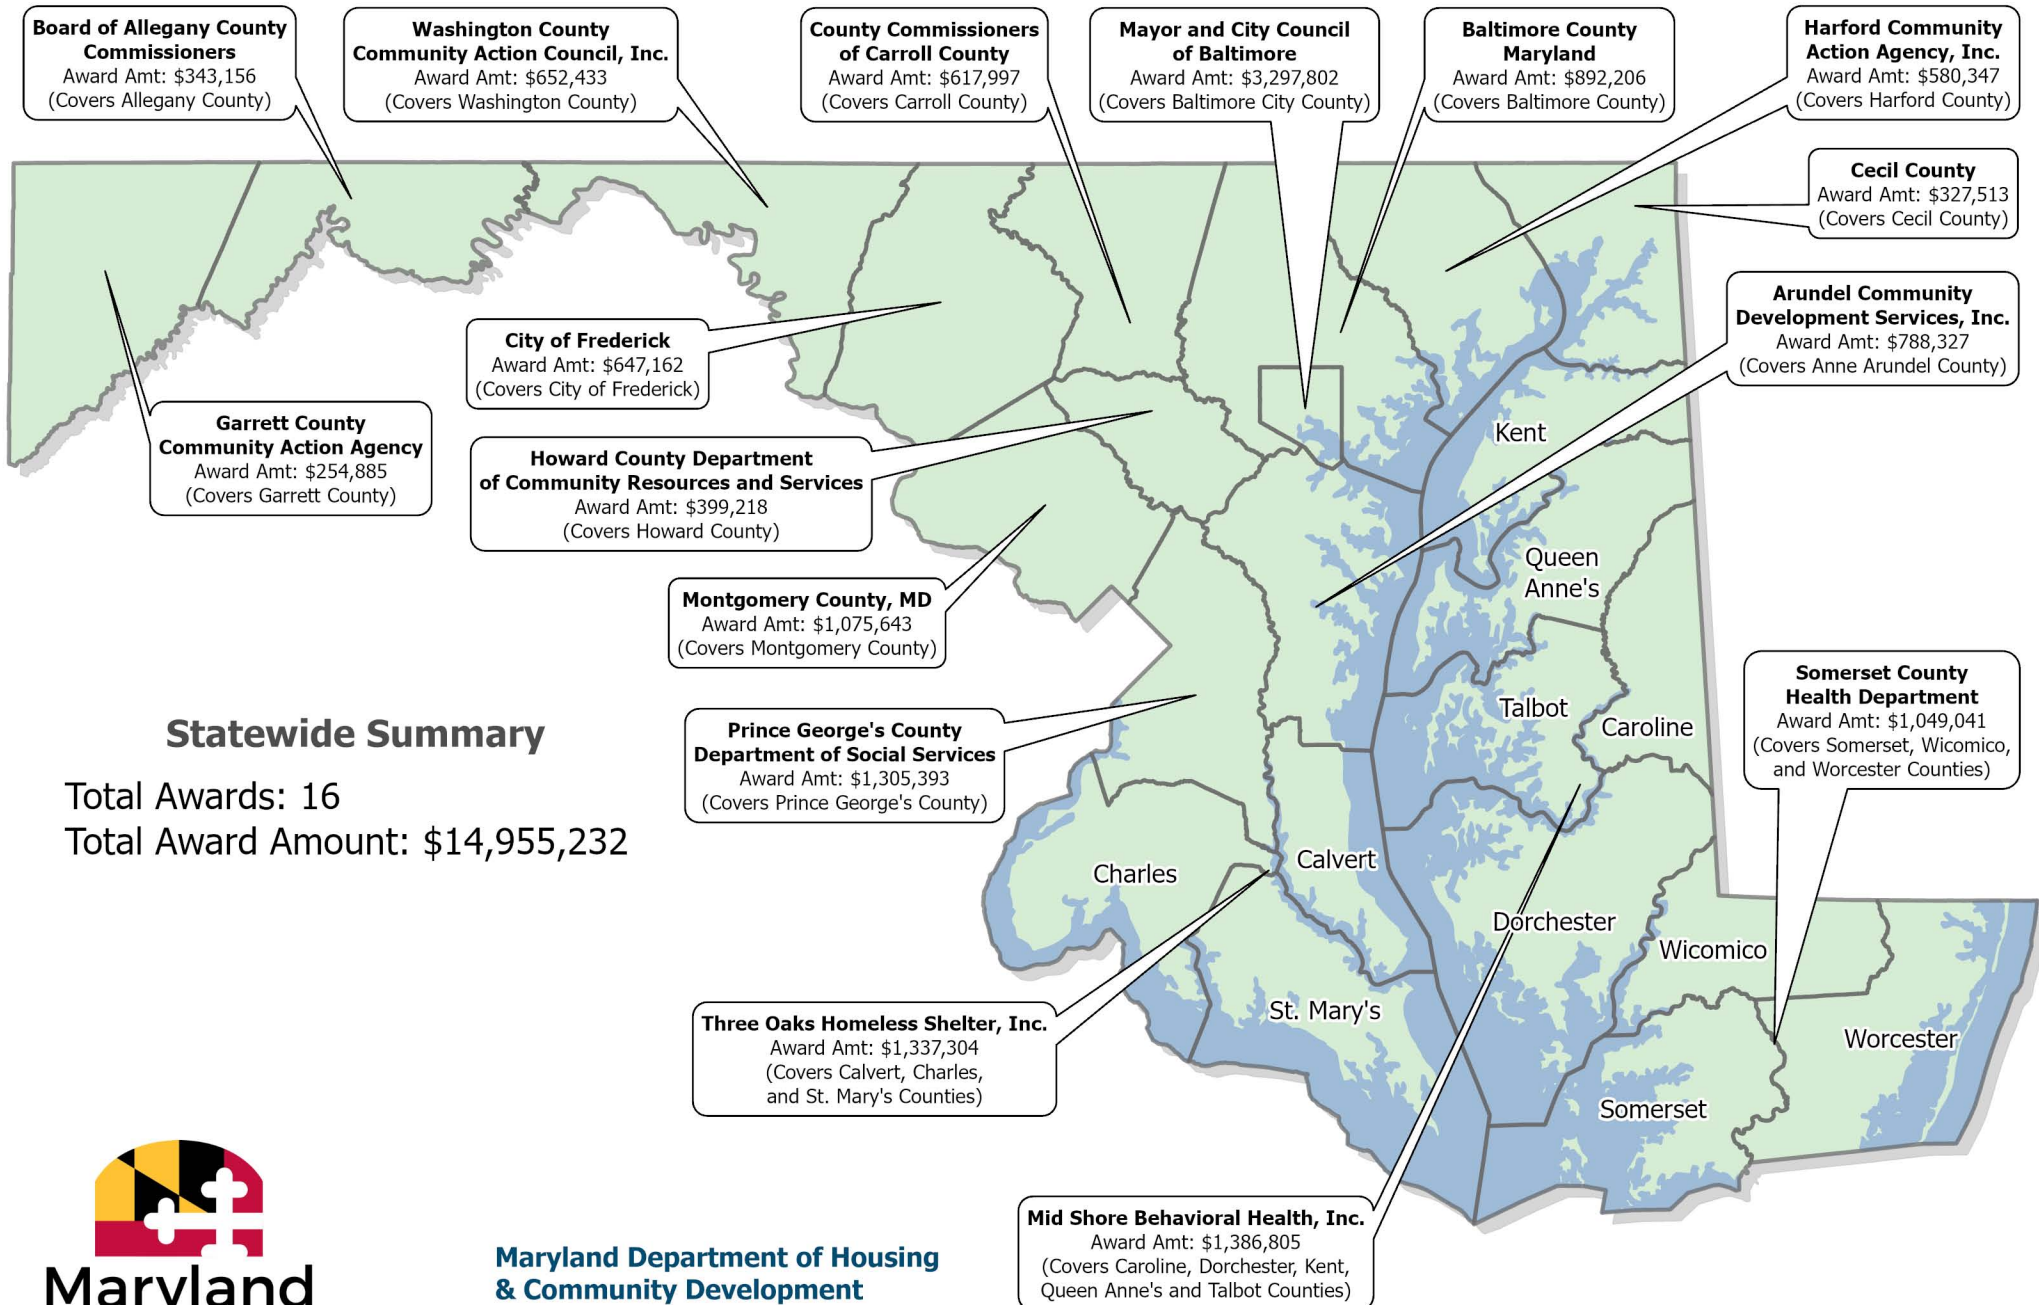 Board of Allegany County
Commissioners
Award Amt: $343,156
(Covers Allegany County)
Washington County
Community Action Council, Inc.
Award Amt: $652,433
(Covers Washington County)
County Commissioners
of Carroll County
Award Amt: $617,997
(Covers Carroll County)
Mayor and City Council
of Baltimore
Award Amt: $3,297,802
(Covers Baltimore City County)
Baltimore County
Maryland
Award Amt: $892,206
(Covers Baltimore County)
Harford Community
Action Agency, Inc.
Award Amt: $580,347
(Covers Harford County)
Cecil County
Award Amt: $327,513
(Covers Cecil County)
Arundel Community
Development Services, Inc.
Award Amt: $788,327
(Covers Anne Arundel County)
City of Frederick
Award Amt: $647,162
(Covers City of Frederick)
Garrett County
Community Action Agency
Award Amt: $254,885
(Covers Garrett County)
Howard County Department
of Community Resources and Services
Award Amt: $399,218
(Covers Howard County)
Kent
Queen
Anne's
Montgomery County, MD
Award Amt: $1,075,643
(Covers Montgomery County)
Talbot
Caroline
Somerset County
Health Department
Award Amt: $1,049,041
(Covers Somerset, Wicomico,
and Worcester Counties)
Prince George's County
Department of Social Services
Award Amt: $1,305,393
(Covers Prince George's County)
Statewide Summary
Total Awards: 16
Total Award Amount: $14,955,232
Charles
Calvert
Dorchester
Wicomico
St. Mary's
Worcester
Somerset
Three Oaks Homeless Shelter, Inc.
Award Amt: $1,337,304
(Covers Calvert, Charles,
and St. Mary's Counties)
Mid Shore Behavioral Health, Inc.
Award Amt: $1,386,805
(Covers Caroline, Dorchester, Kent,
Queen Anne's and Talbot Counties)
Maryland
Maryland Department of Housing
& Community Development